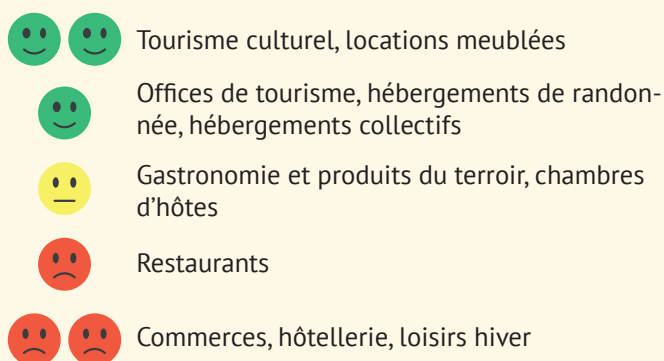 Tourisme culturel, locations meublées
Offices de tourisme, hébergements de randon-
née, hébergements collectifs
Gastronomie et produits du terroir, chambres
d'hôtes
Restaurants
Commerces, hôtellerie, loisirs hiver